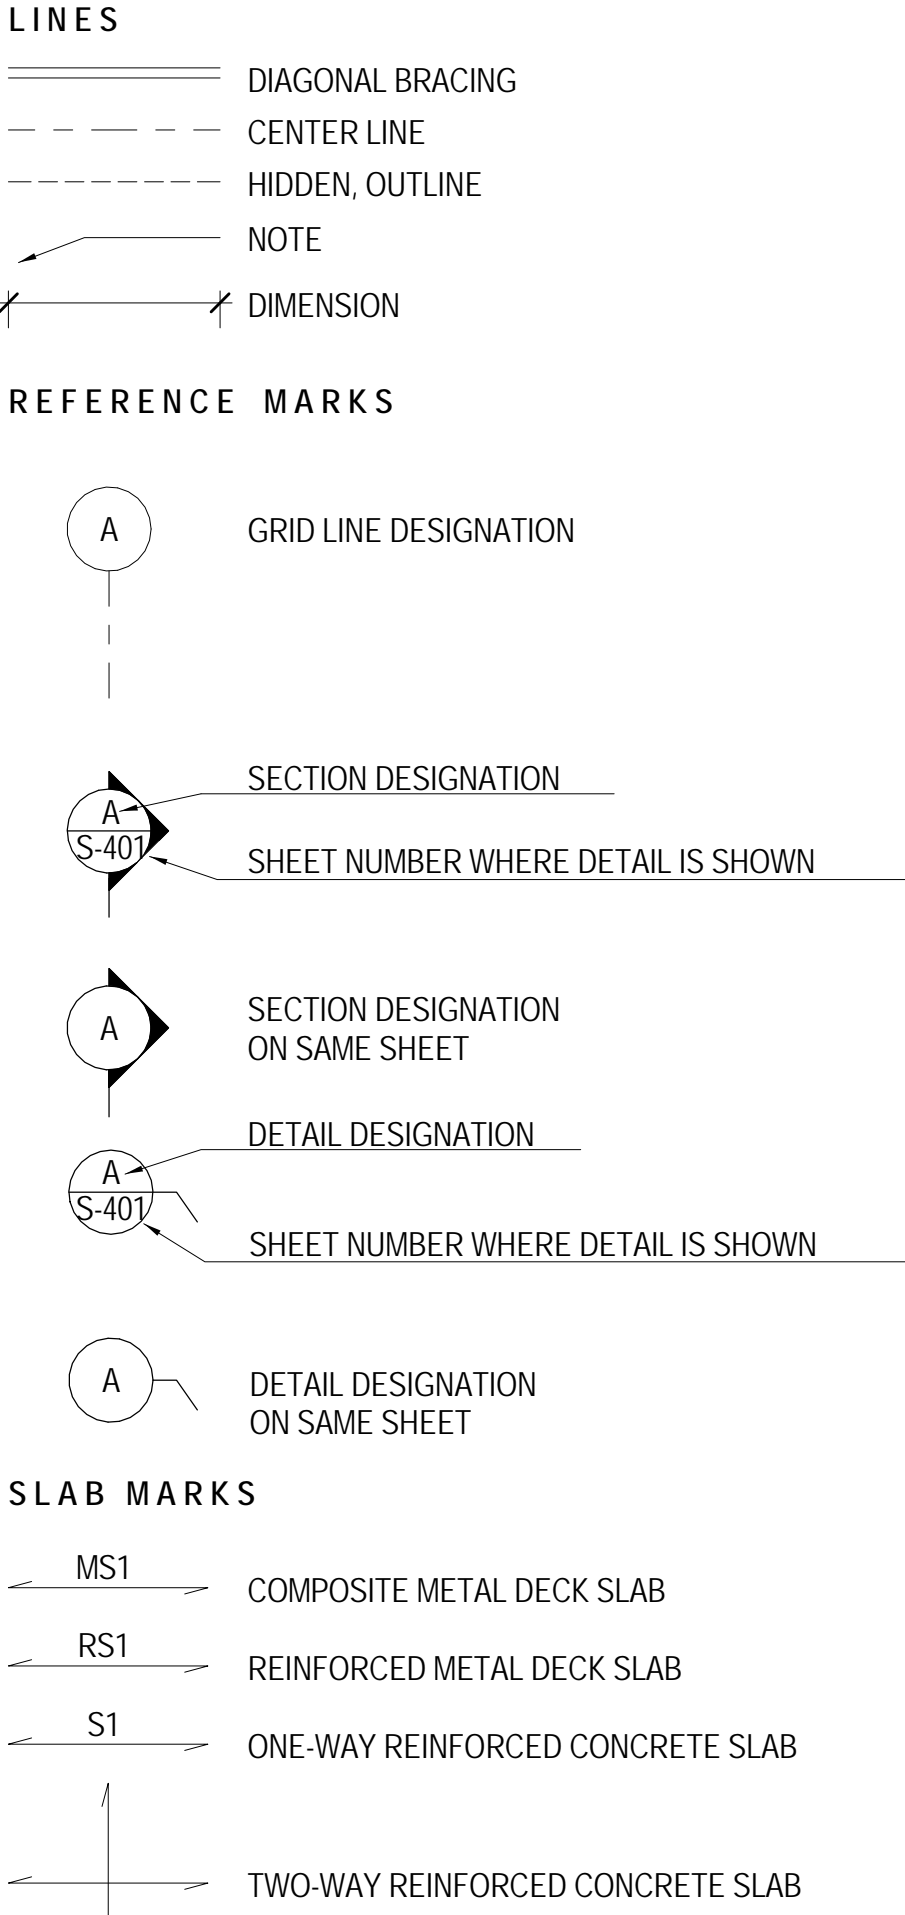 LINES
DIAGONAL BRACING
CENTER LINE
HIDDEN, OUTLINE
NOTE
DIMENSION
REFERENCE MARKS
A
GRID LINE DESIGNATION
SECTION DESIGNATION
A
S-401
SHEET NUMBER WHERE DETAIL IS SHOWN
A
SECTION DESIGNATION
ON SAME SHEET
DETAIL DESIGNATION
A
S-401
SHEET NUMBER WHERE DETAIL IS SHOWN
A
DETAIL DESIGNATION
ON SAME SHEET
SLAB MARKS
MS1
COMPOSITE METAL DECK SLAB
RS1
REINFORCED METAL DECK SLAB
S1
ONE-WAY REINFORCED CONCRETE SLAB
TWO-WAY REINFORCED CONCRETE SLAB